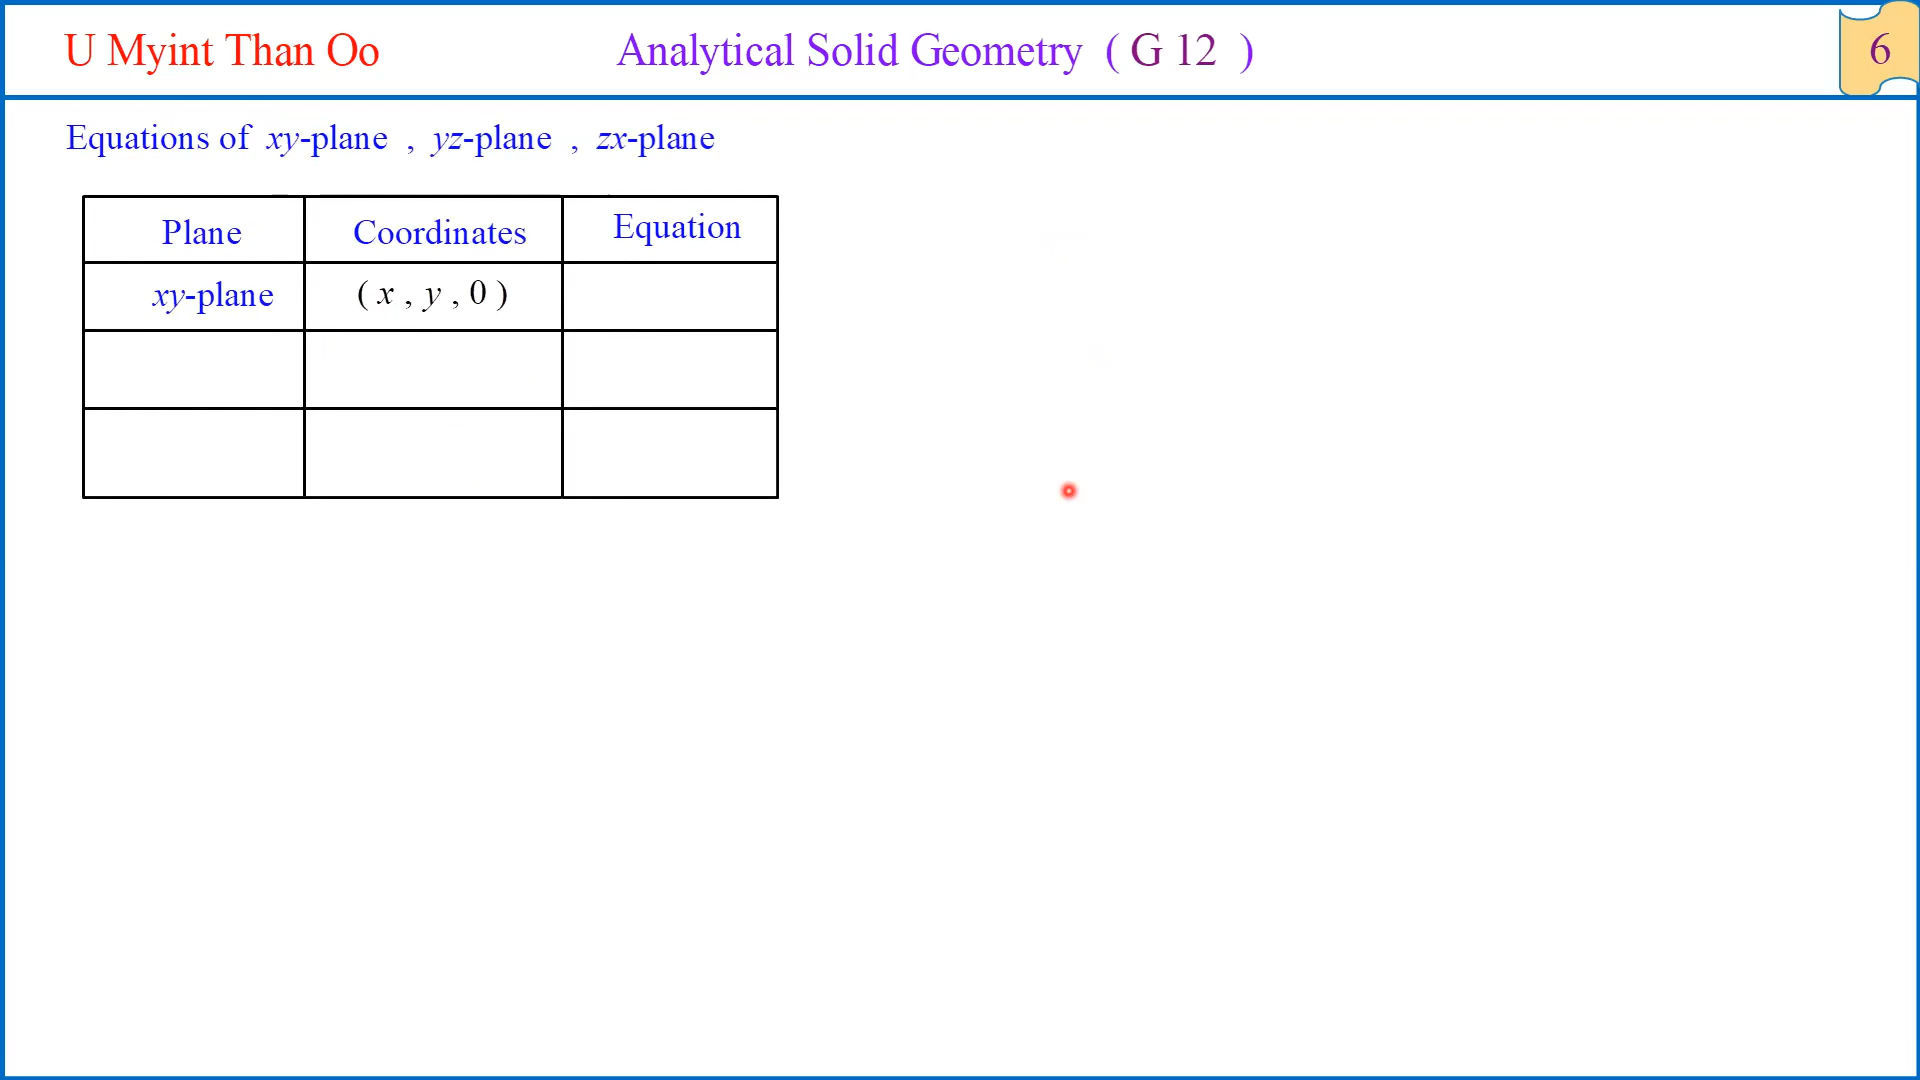 U Myint Than Oo Analytical Solid Geometry ( G 12 ) 6
Equations of xy-plane , yz-plane , zx-plane
Plane Coordinates Equation
xy-plane ( x , y , 0 )